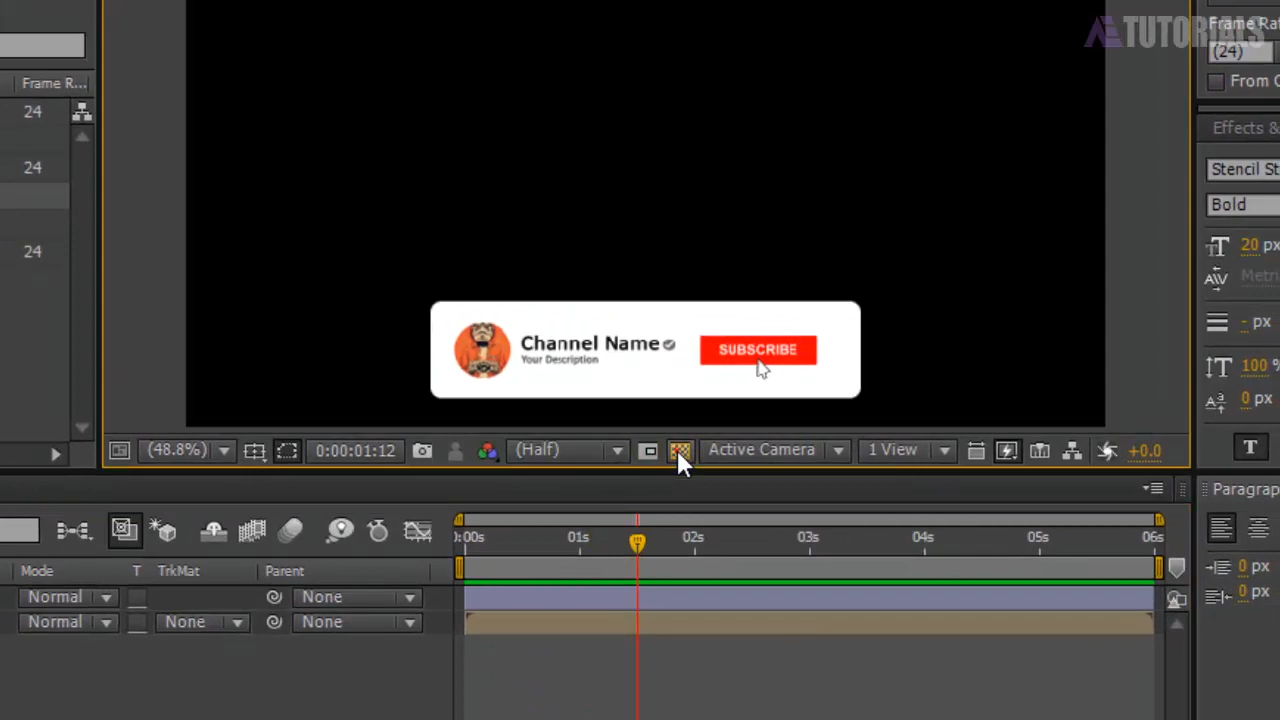 AE TUTORIALS
Frame Ra
(24)
From
Frame R...
24
24
24
Effects &
Stencil St
Bold
20 px
Metri
- px
100 %
0 px
Channel Name
Your Description
SUBSCRIBE
(48.8%)
0:00:01:12
(Half)
Active Camera
1 View
+0.0
T
Paragrap
0:00s 01s 02s 03s 04s 05s 06s
Mode T TrkMat Parent
Normal None
Normal None None
0 px
0 px